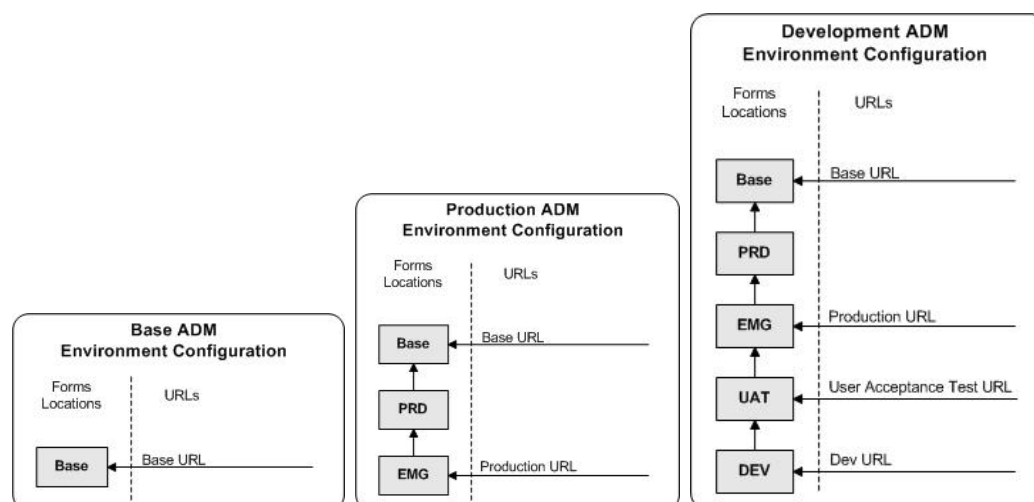 Base ADM
Environment Configuration
Forms
Locations
URLs
Base
Base URL
Production ADM
Environment Configuration
Forms
Locations
URLs
Base
Base URL
PRD
EMG
Production URL
Development ADM
Environment Configuration
Forms
Locations
URLs
Base
Base URL
PRD
EMG
Production URL
UAT
User Acceptance Test URL
DEV
Dev URL